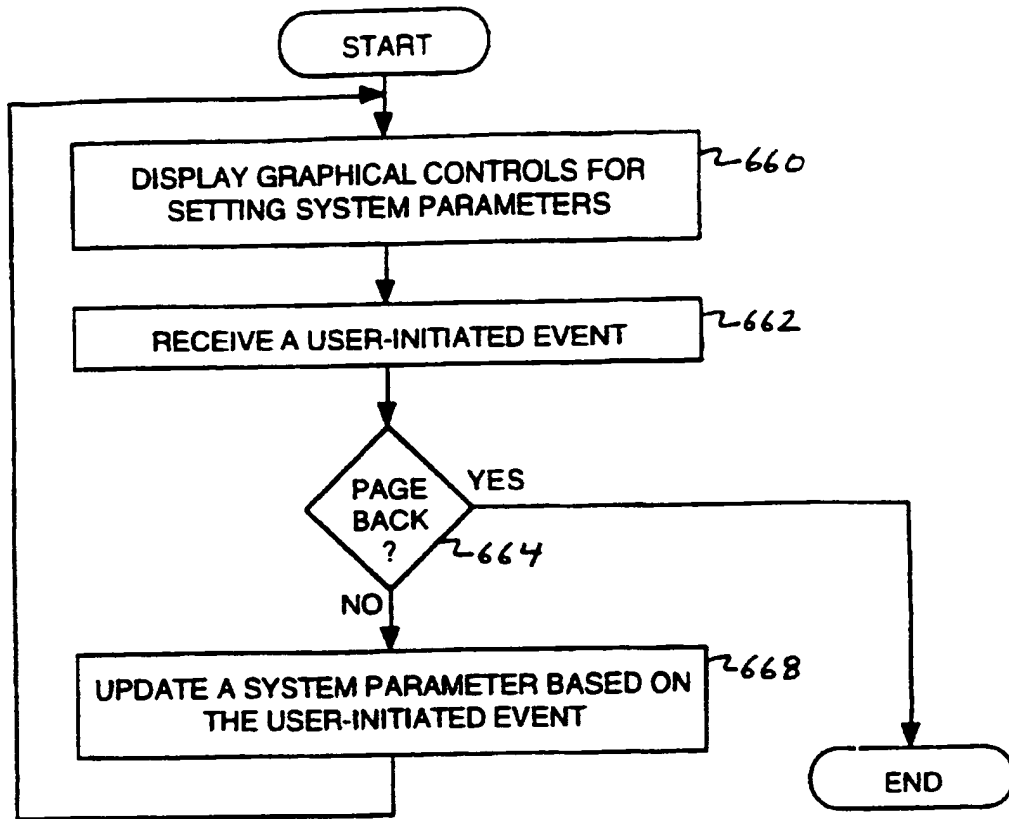 START
DISPLAY GRAPHICAL CONTROLS FOR
SETTING SYSTEM PARAMETERS
660
RECEIVE A USER-INITIATED EVENT
662
PAGE
BACK
?
YES
664
NO
UPDATE A SYSTEM PARAMETER BASED ON
THE USER-INITIATED EVENT
668
END